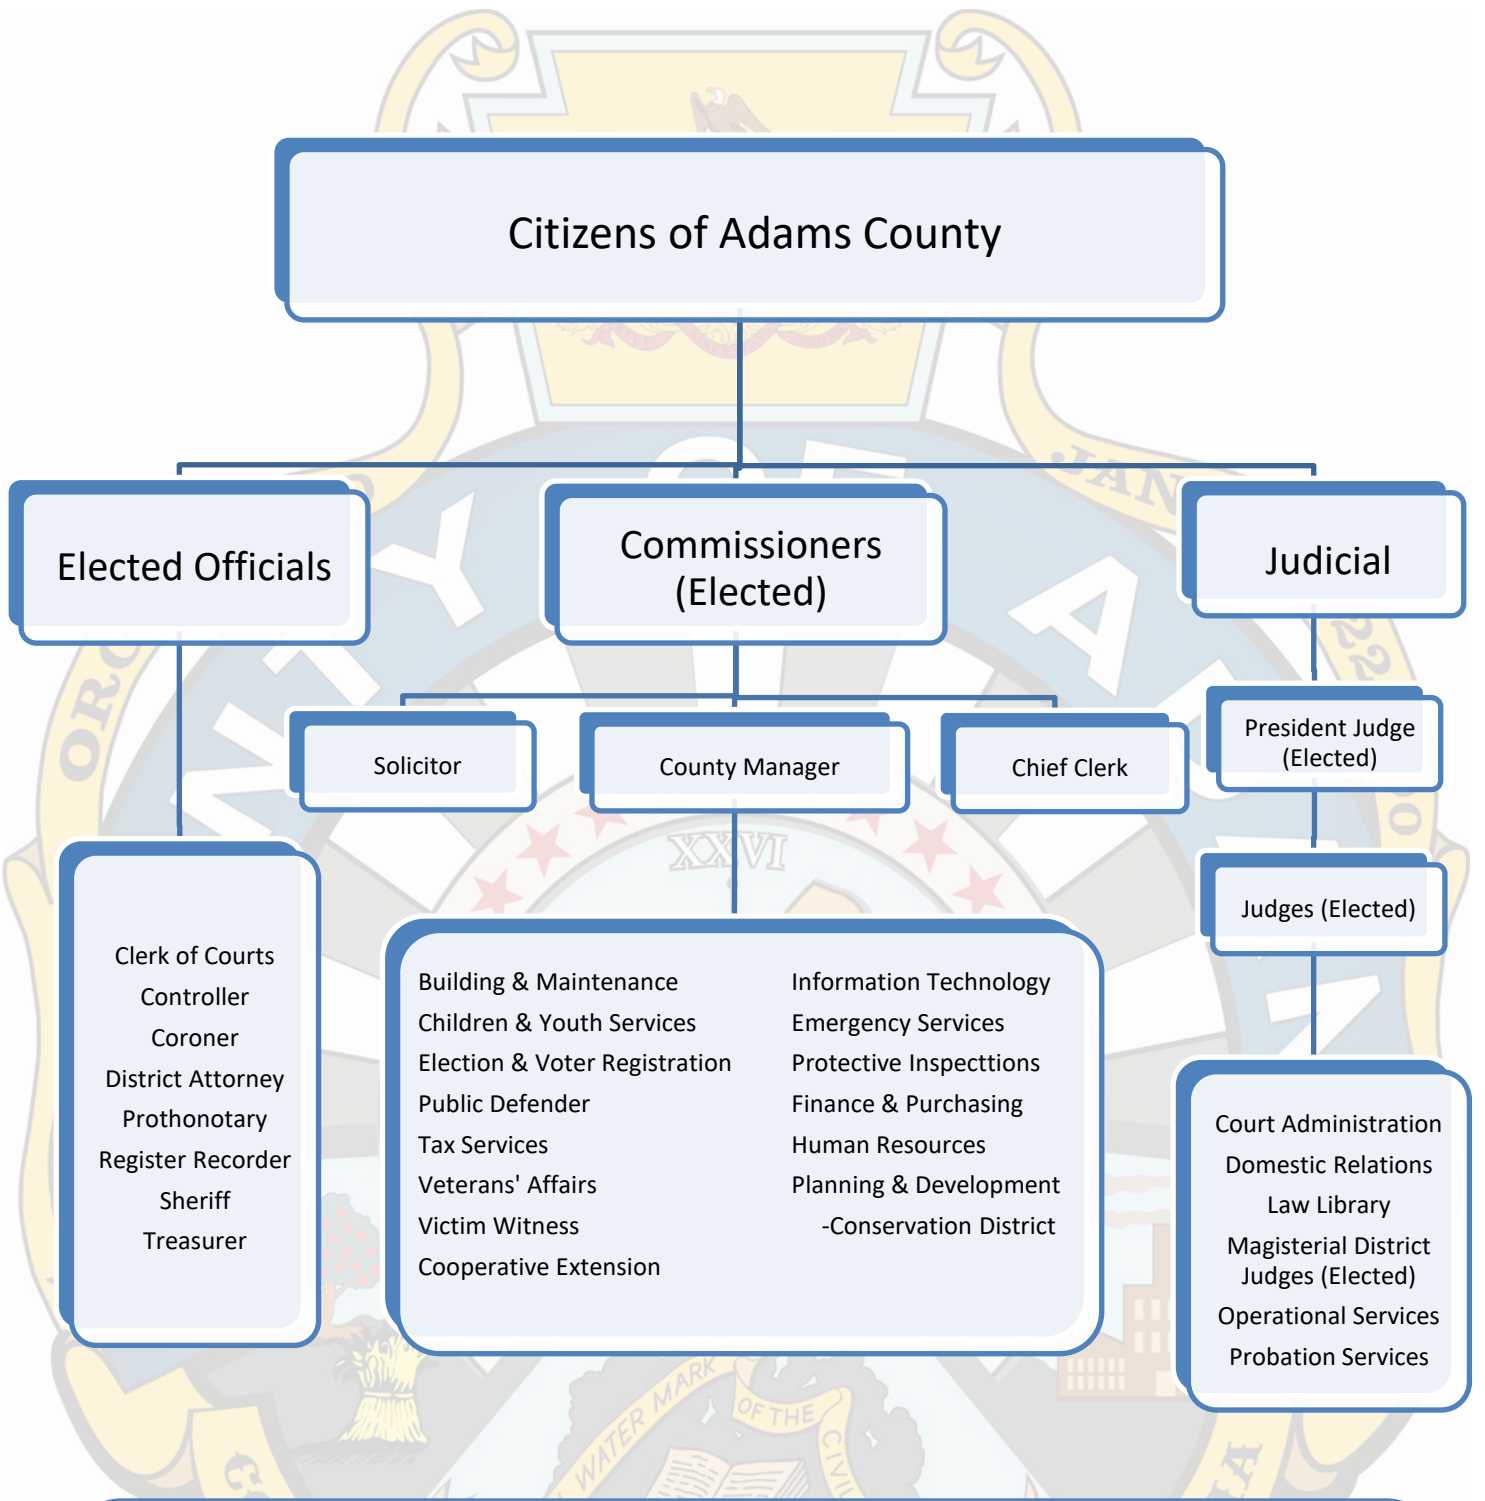 Citizens of Adams County
Elected Officials
Commissioners
(Elected)
Judicial
Solicitor
County Manager
Chief Clerk
President Judge
(Elected)
Judges (Elected)
Clerk of Courts
Controller
Coroner
District Attorney
Prothonotary
Register Recorder
Sheriff
Treasurer
Building & Maintenance
Children & Youth Services
Election & Voter Registration
Public Defender
Tax Services
Veterans' Affairs
Victim Witness
Cooperative Extension
Information Technology
Emergency Services
Protective Inspecttions
Finance & Purchasing
Human Resources
Planning & Development
-Conservation District
Court Administration
Domestic Relations
Law Library
Magisterial District
Judges (Elected)
Operational Services
Probation Services
XXVI
WATER MARK
OF THE